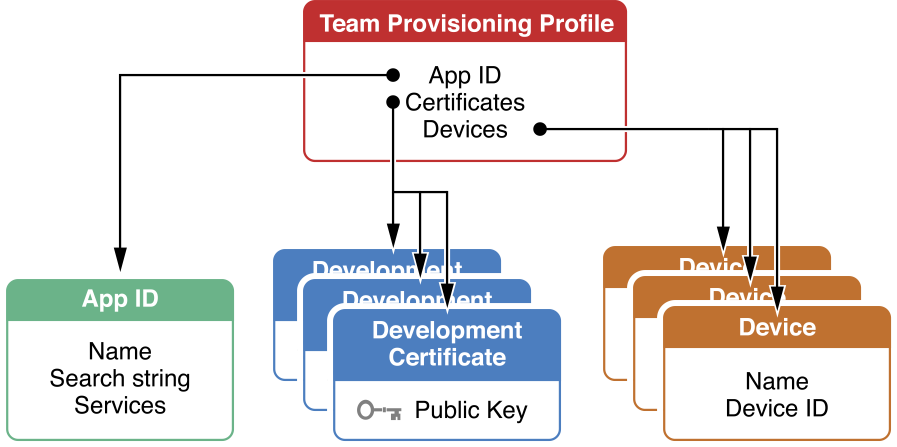 Team Provisioning Profile
App ID
Certificates
Devices
App ID
Name
Search string
Services
Development
Development
Development
Certificate
Public Key
Device
Device
Device
Name
Device ID